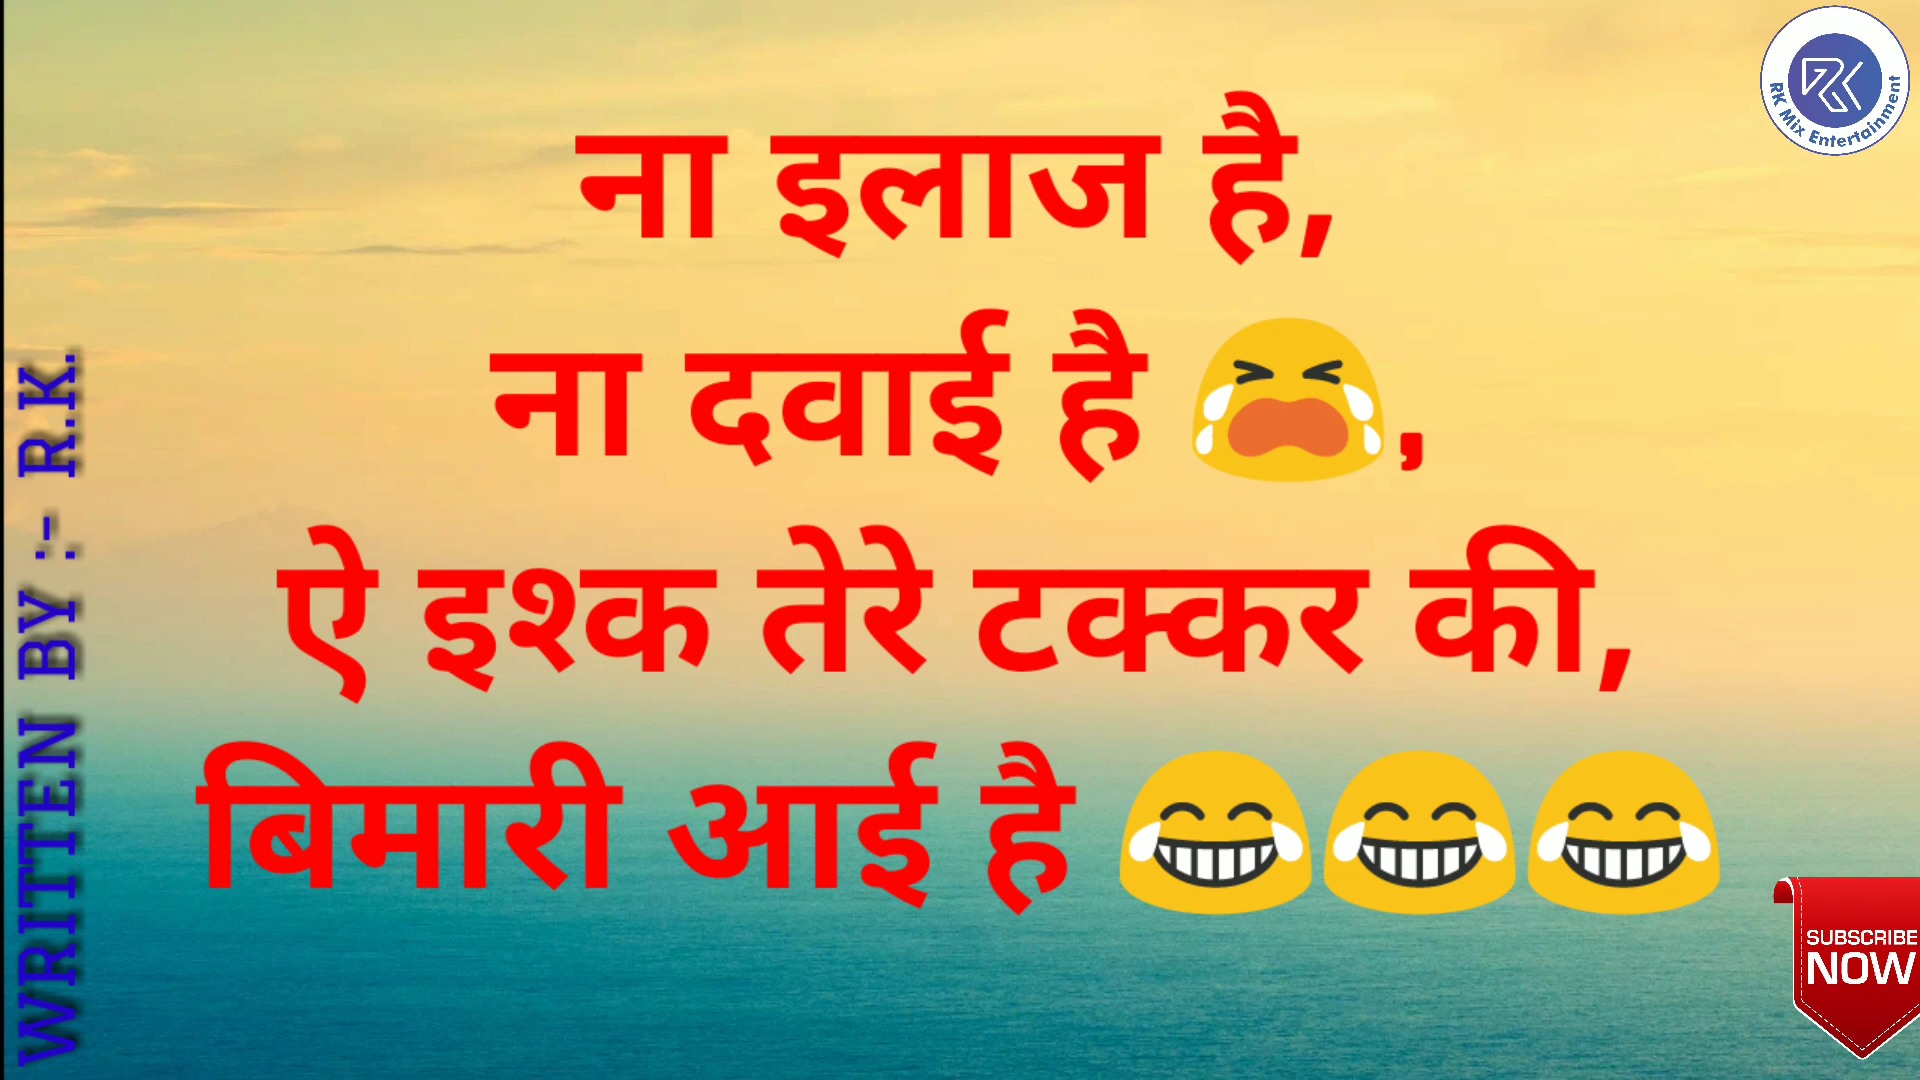 ना इलाज है,
ना दवाई है 😭,
ऐ इश्क तेरे टक्कर की,
बिमारी आई है 😂😂😂
WRITTEN BY :- R.K.
RK Mix Entertainment
SUBSCRIBE
NOW